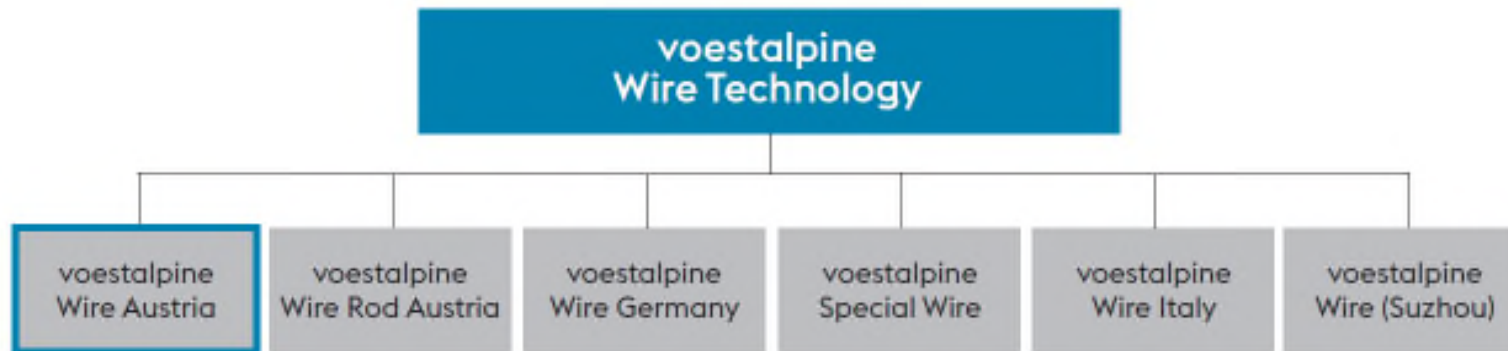 voestalpine
Wire Technology
voestalpine
Wire Austria
voestalpine
Wire Rod Austria
voestalpine
Wire Germany
voestalpine
Special Wire
voestalpine
Wire Italy
voestalpine
Wire (Suzhou)